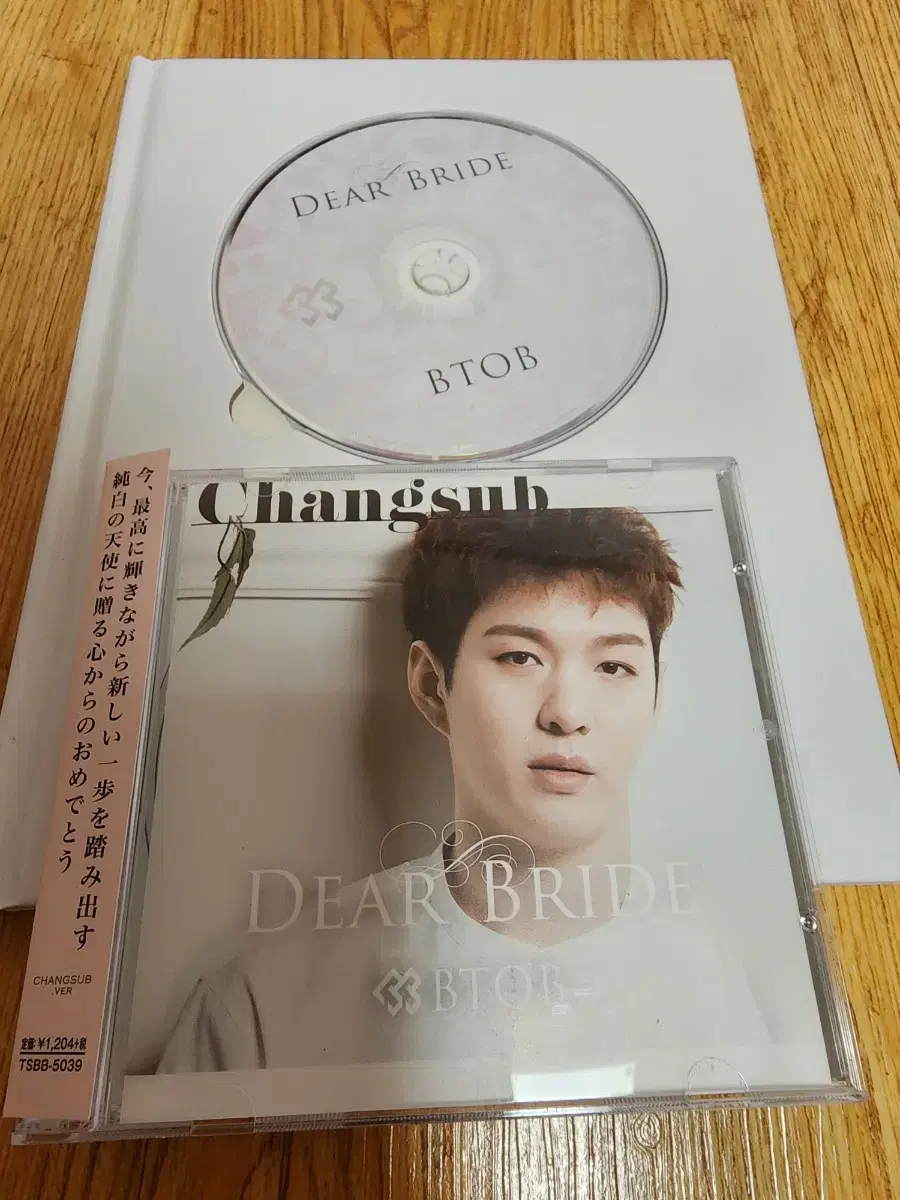 DEAR BRIDE
BTOB
Changsub
DEAR BRIDE
BTOB
今、最高に輝きながら新しい一歩を踏み出す
純白の天使に贈る心からのおめでとう
CHANGSUB
.VER
定価:¥1,204+税
TSBB-5039